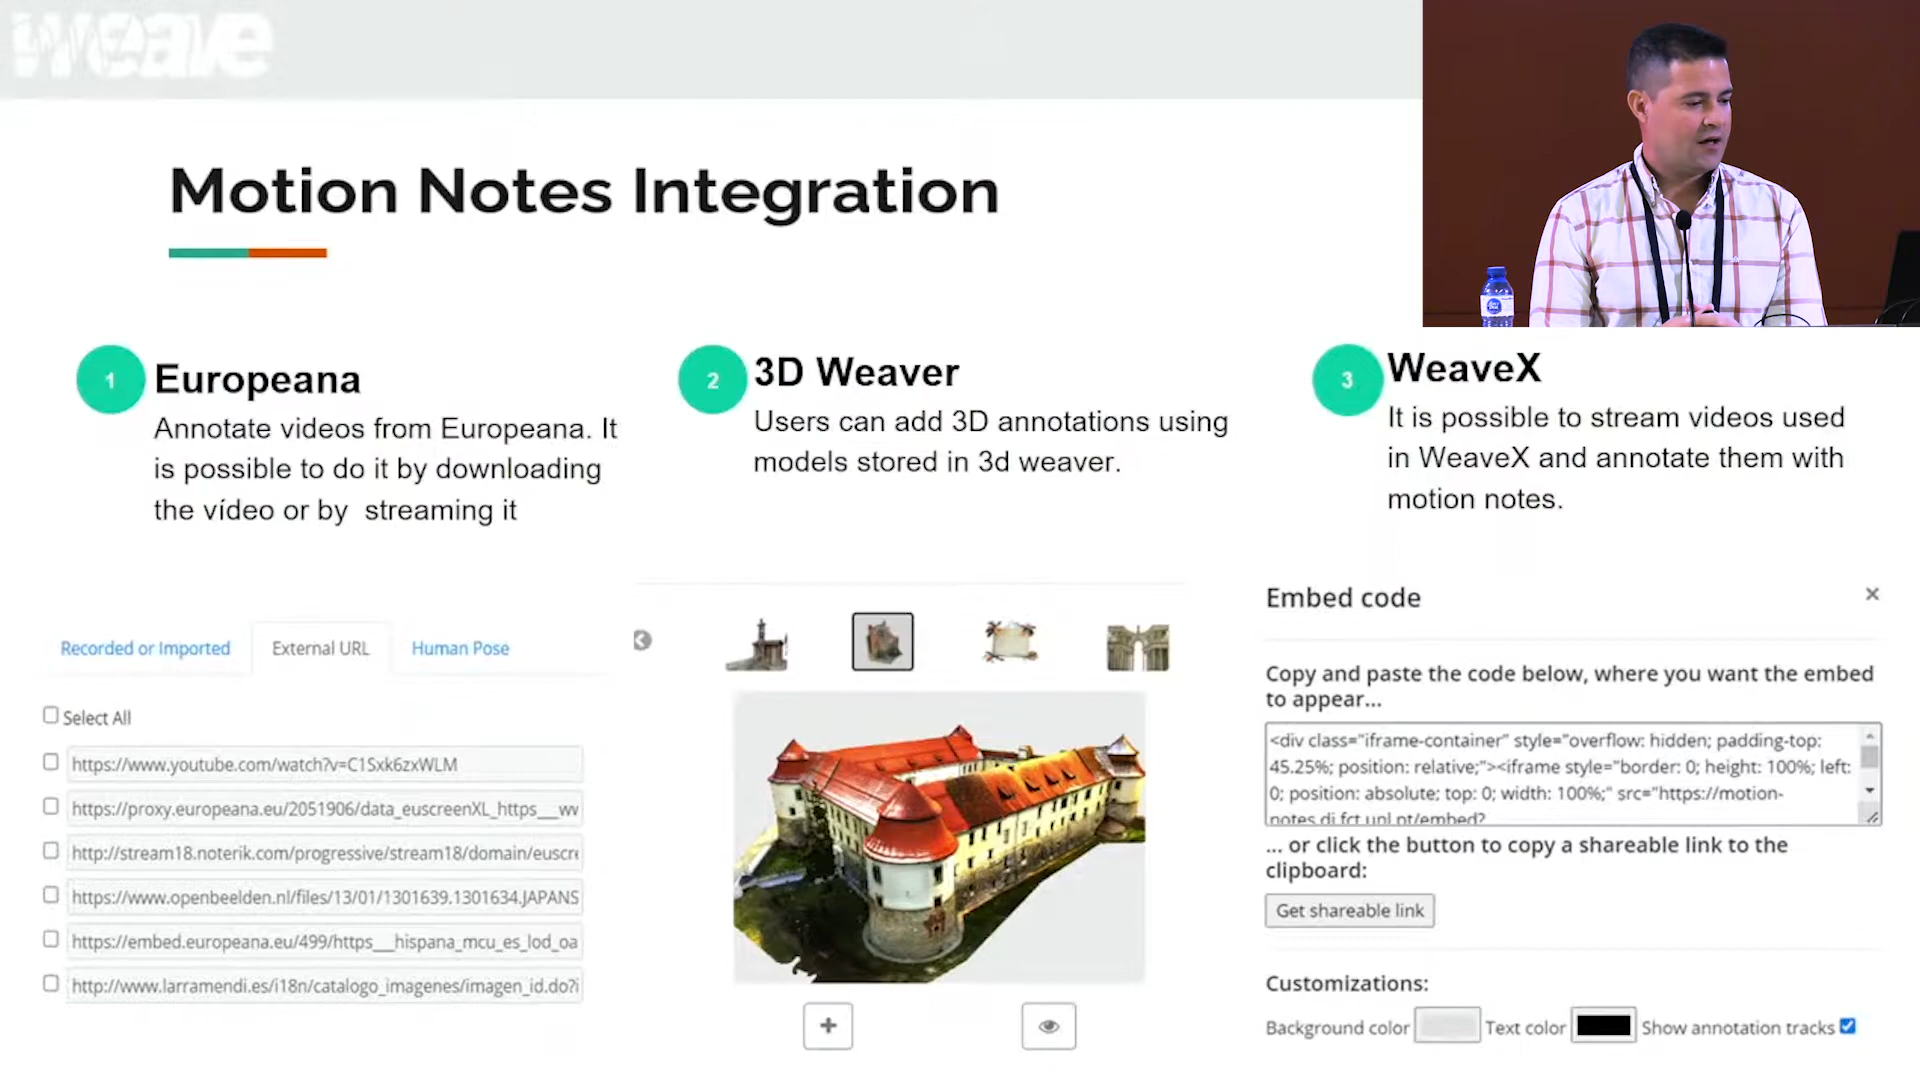 weave
Motion Notes Integration
1
Europeana
Annotate videos from Europeana. It
is possible to do it by downloading
the vídeo or by  streaming it
2
3D Weaver
Users can add 3D annotations using
models stored in 3d weaver.
3
WeaveX
It is possible to stream videos used
in WeaveX and annotate them with
motion notes.
Recorded or Imported
External URL
Human Pose
Select All
https://www.youtube.com/watch?v=C1Sxk6zxWLM
https://proxy.europeana.eu/2051906/data_euscreenXL_https___wv
http://stream18.noterik.com/progressive/stream18/domain/euscre
https://www.openbeelden.nl/files/13/01/1301639.1301634.JAPANS
https://embed.europeana.eu/499/https___hispana_mcu_es_lod_oa
http://www.larramendi.es/i18n/catalogo_imagenes/imagen_id.do?i
Embed code
Copy and paste the code below, where you want the embed
to appear...
<div class="iframe-container" style="overflow: hidden; padding-top:
45.25%; position: relative;"><iframe style="border: 0; height: 100%; left:
0; position: absolute; top: 0; width: 100%;" src="https://motion-
notes.di.fct.unl.pt/embed?
... or click the button to copy a shareable link to the
clipboard:
Get shareable link
Customizations:
Background color
Text color
Show annotation tracks